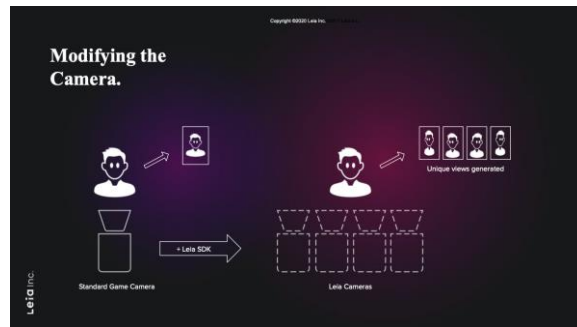 Copyright ©2020 Leia Inc.
Modifying the
Camera.
Unique views generated
+ Leia SDK
Standard Game Camera
Leia Cameras
Leia Inc.